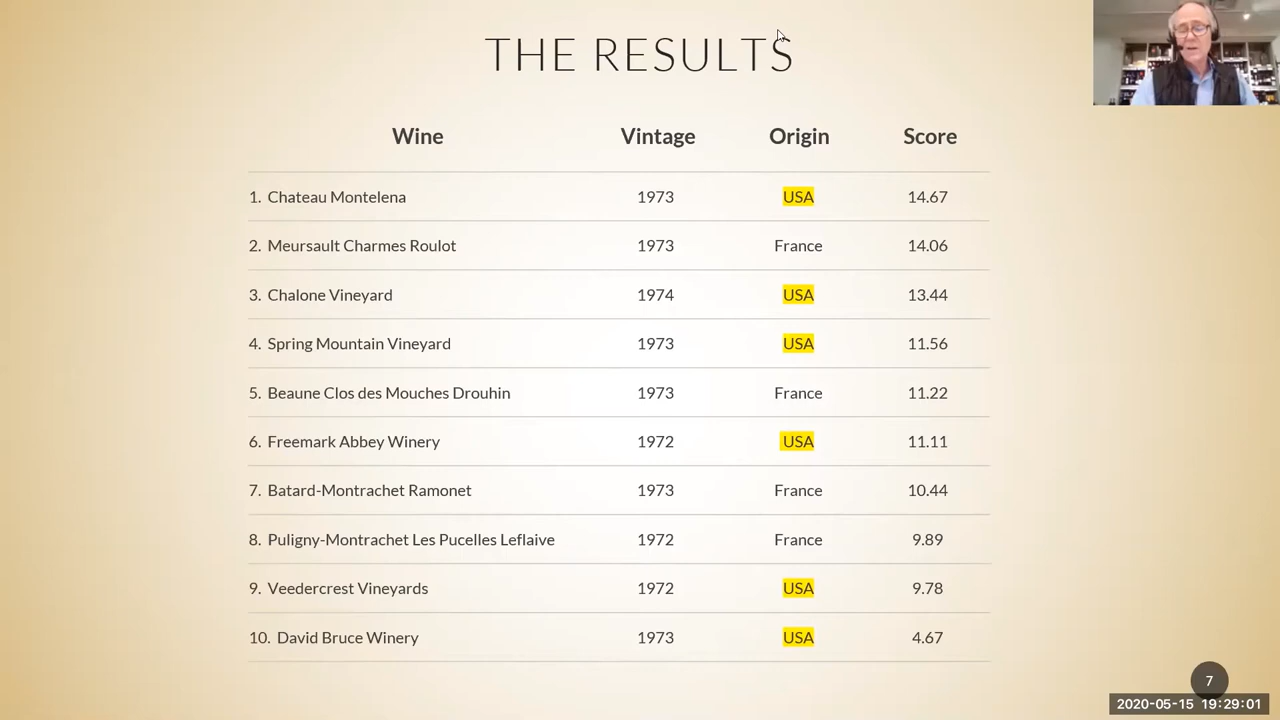 THE RESULTS
Wine Vintage Origin Score
1. Chateau Montelena 1973 USA 14.67
2. Meursault Charmes Roulot 1973 France 14.06
3. Chalone Vineyard 1974 USA 13.44
4. Spring Mountain Vineyard 1973 USA 11.56
5. Beaune Clos des Mouches Drouhin 1973 France 11.22
6. Freemark Abbey Winery 1972 USA 11.11
7. Batard-Montrachet Ramonet 1973 France 10.44
8. Puligny-Montrachet Les Pucelles Leflaive 1972 France 9.89
9. Veedercrest Vineyards 1972 USA 9.78
10. David Bruce Winery 1973 USA 4.67
7
2020-05-15 19:29:01